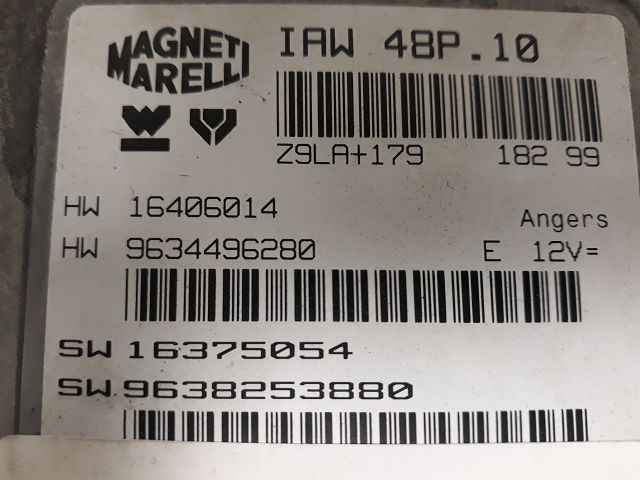 MAGNETI
MARELLI
IAW 48P.10
Z9LA+179 182 99
HW 16406014
Angers
HW 9634496280 E 12V=
SW 16375054
SW 9638253880